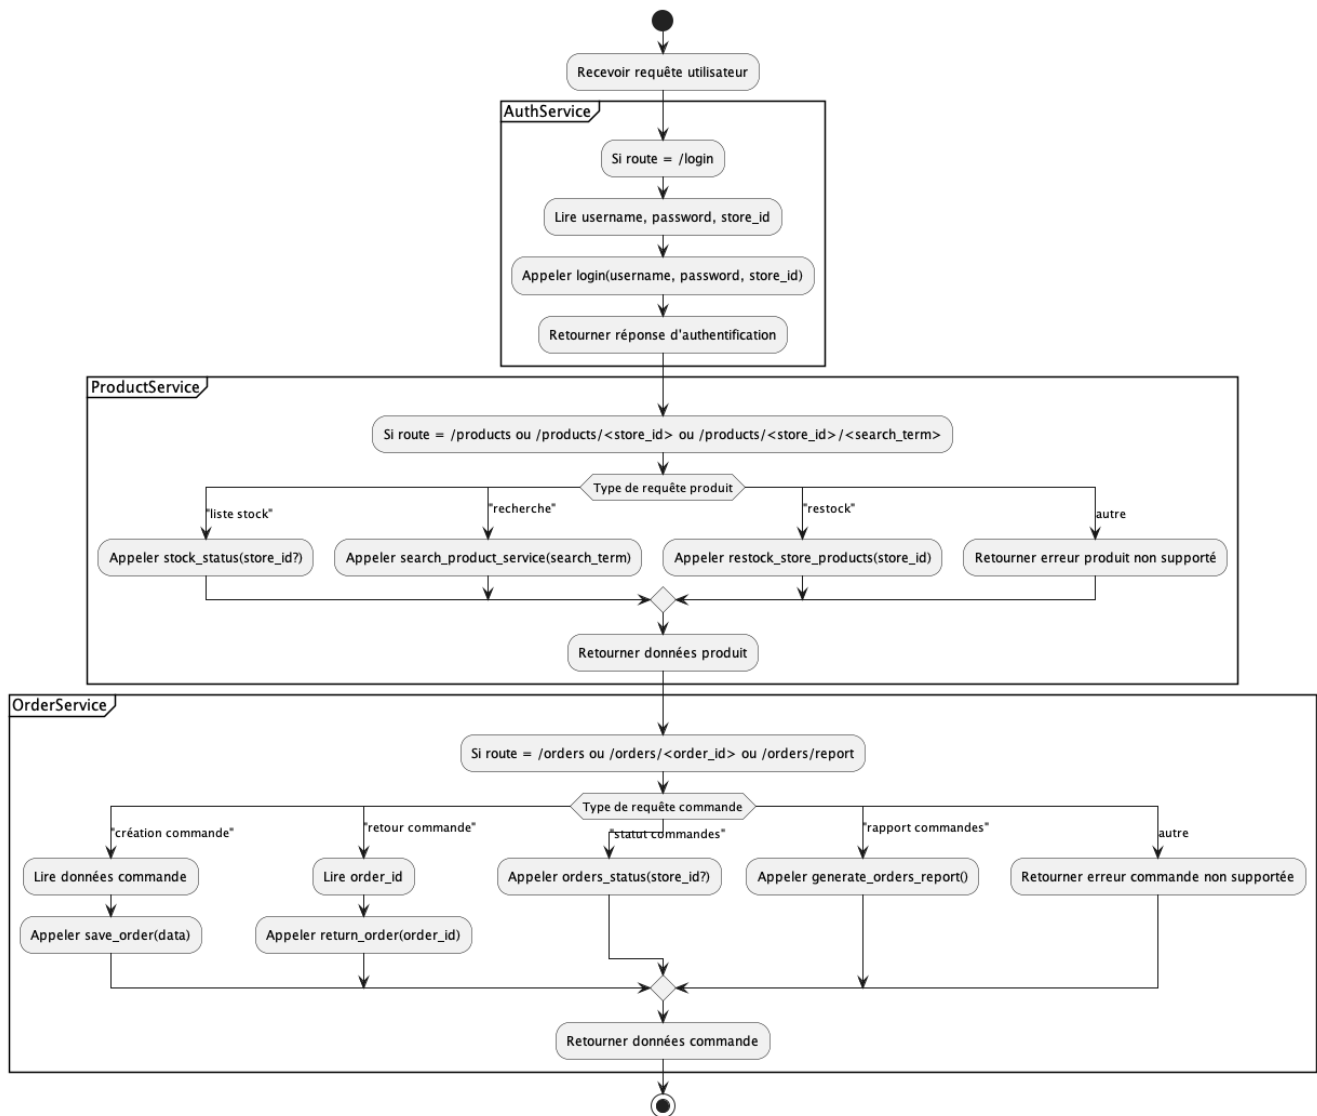 Recevoir requête utilisateur
AuthService
Si route = /login
Lire username, password, store_id
Appeler login(username, password, store_id)
Retourner réponse d'authentification
ProductService
Si route = /products ou /products/<store_id> ou /products/<store_id>/<search_term>
Type de requête produit
"liste stock"
"recherche"
"restock"
autre
Appeler stock_status(store_id?)
Appeler search_product_service(search_term)
Appeler restock_store_products(store_id)
Retourner erreur produit non supporté
Retourner données produit
OrderService
Si route = /orders ou /orders/<order_id> ou /orders/report
Type de requête commande
"création commande"
"retour commande"
"statut commandes"
"rapport commandes"
autre
Lire données commande
Lire order_id
Appeler orders_status(store_id?)
Appeler generate_orders_report()
Retourner erreur commande non supportée
Appeler save_order(data)
Appeler return_order(order_id)
Retourner données commande